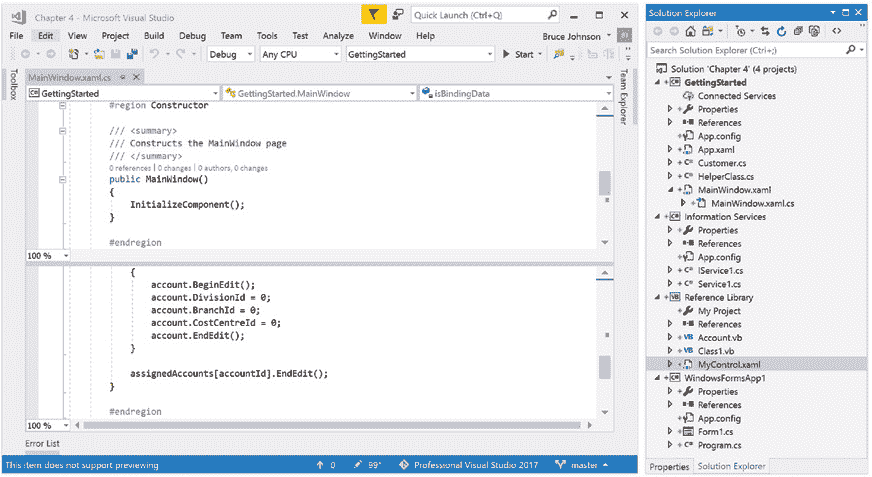 Chapter 4 - Microsoft Visual Studio
Quick Launch (Ctrl+Q)
File Edit View Project Build Debug Team Tools Test Analyze Window Help
Bruce Johnson
Debug Any CPU GettingStarted Start
Toolbox
MainWindow.xaml.cs
GettingStarted GettingStarted.MainWindow isBindingData
Team Explorer
#region Constructor
/// <summary>
/// Constructs the MainWindow page
/// </summary>
0 references | 0 changes | 0 authors, 0 changes
public MainWindow()
{
InitializeComponent();
}
#endregion
100 %
{
account.BeginEdit();
account.DivisionId = 0;
account.BranchId = 0;
account.CostCentreId = 0;
account.EndEdit();
}
assignedAccounts[accountId].EndEdit();
}
#endregion
100 %
Error List
This item does not support previewing 0 99+ Professional Visual Studio 2017 master
Solution Explorer
Search Solution Explorer (Ctrl+;)
Solution 'Chapter 4' (4 projects)
GettingStarted
Connected Services
Properties
References
App.config
App.xaml
Customer.cs
HelperClass.cs
MainWindow.xaml
MainWindow.xaml.cs
Information Services
Properties
References
App.config
IService1.cs
Service1.cs
Reference Library
My Project
References
Account.vb
Class1.vb
MyControl.xaml
WindowsFormsApp1
Properties
References
App.config
Form1.cs
Program.cs
Properties Solution Explorer